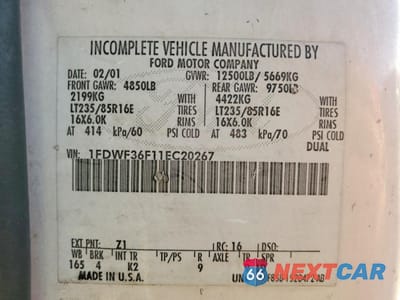 INCOMPLETE VEHICLE MANUFACTURED BY
FORD MOTOR COMPANY
DATE: 02/01 GVWR: 12500LB/ 5669KG
FRONT GAWR: 4850LB REAR GAWR: 9750LB
2199KG WITH 4422KG WITH
LT235/85R16E TIRES LT235/85R16E TIRES
16X6.0K RIMS 16X6.0K RIMS
AT 414 kPa/60 PSI COLD AT 483 kPa/70 PSI COLD
DUAL
VIN: 1FDWF36F11EC20267
EXT PNT: Z1 RC: 16 DSO:
WB BRK INT TR TP/PS R AXLE TR SPR
165 4 K2 9
MADE IN U.S.A.
66 NEXTCAR